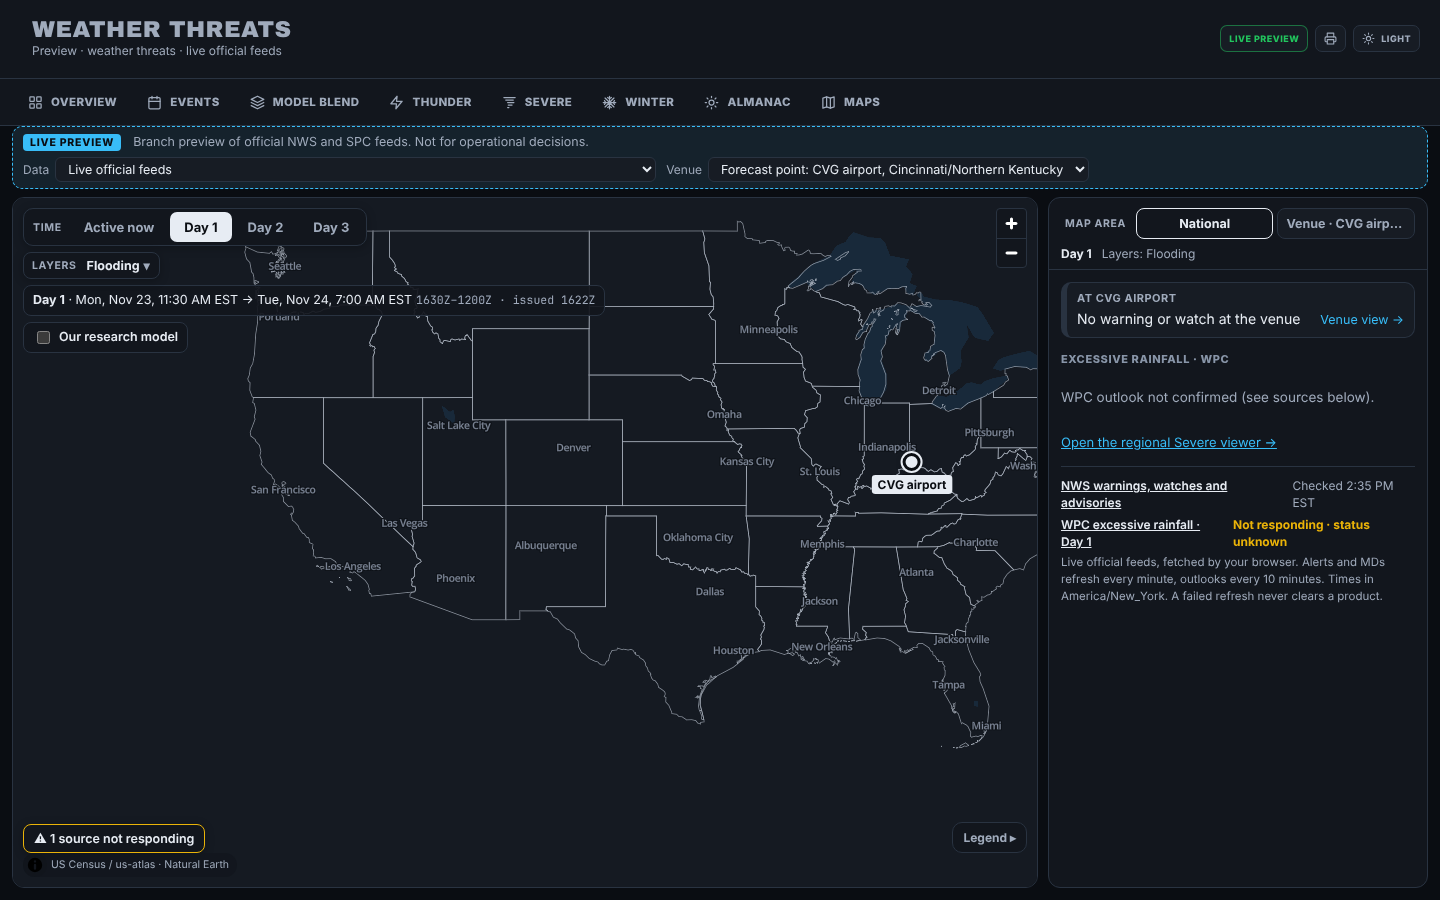 WEATHER THREATS
Preview · weather threats · live official feeds
LIVE PREVIEW
LIGHT
OVERVIEW
EVENTS
MODEL BLEND
THUNDER
SEVERE
WINTER
ALMANAC
MAPS
LIVE PREVIEW
Branch preview of official NWS and SPC feeds. Not for operational decisions.
Data
Live official feeds
Venue
Forecast point: CVG airport, Cincinnati/Northern Kentucky
TIME
Active now
Day 1
Day 2
Day 3
LAYERS
Flooding ▾
Day 1 · Mon, Nov 23, 11:30 AM EST → Tue, Nov 24, 7:00 AM EST 1630Z–1200Z · issued 1622Z
Our research model
+
−
Seattle
Portland
Minneapolis
Detroit
Chicago
Omaha
Salt Lake City
Pittsburgh
Denver
Indianapolis
Kansas City
St. Louis
Wash
San Francisco
CVG airport
Las Vegas
Oklahoma City
Albuquerque
Memphis
Charlotte
Los Angeles
Phoenix
Atlanta
Dallas
Jackson
Jacksonville
New Orleans
Houston
Tampa
Miami
⚠ 1 source not responding
US Census / us-atlas · Natural Earth
Legend ▸
MAP AREA
National
Venue · CVG airp...
Day 1 Layers: Flooding
AT CVG AIRPORT
No warning or watch at the venue
Venue view →
EXCESSIVE RAINFALL · WPC
WPC outlook not confirmed (see sources below).
Open the regional Severe viewer →
NWS warnings, watches and
advisories
Checked 2:35 PM
EST
WPC excessive rainfall ·
Day 1
Not responding · status
unknown
Live official feeds, fetched by your browser. Alerts and MDs
refresh every minute, outlooks every 10 minutes. Times in
America/New_York. A failed refresh never clears a product.